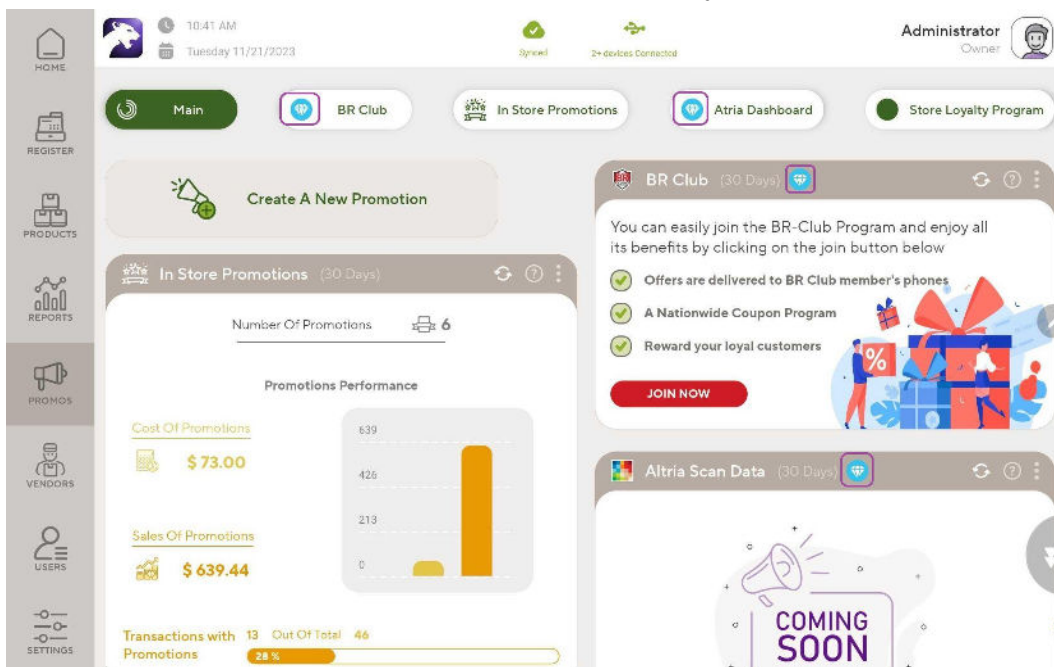 10:41 AM
Tuesday 11/21/2023
Synced
2+ devices Connected
Administrator
Owner
HOME
REGISTER
PRODUCTS
REPORTS
PROMOS
VENDORS
USERS
SETTINGS
Main
BR Club
In Store Promotions
Atria Dashboard
Store Loyalty Program
Create A New Promotion
In Store Promotions (30 Days)
Number Of Promotions 6
Promotions Performance
Cost Of Promotions
$ 73.00
Sales Of Promotions
$ 639.44
639
426
213
0
Transactions with Promotions
13 Out Of Total 46
28 %
BR Club (30 Days)
You can easily join the BR-Club Program and enjoy all
its benefits by clicking on the join button below
Offers are delivered to BR Club member's phones
A Nationwide Coupon Program
Reward your loyal customers
JOIN NOW
%
Altria Scan Data (30 Days)
COMING
SOON